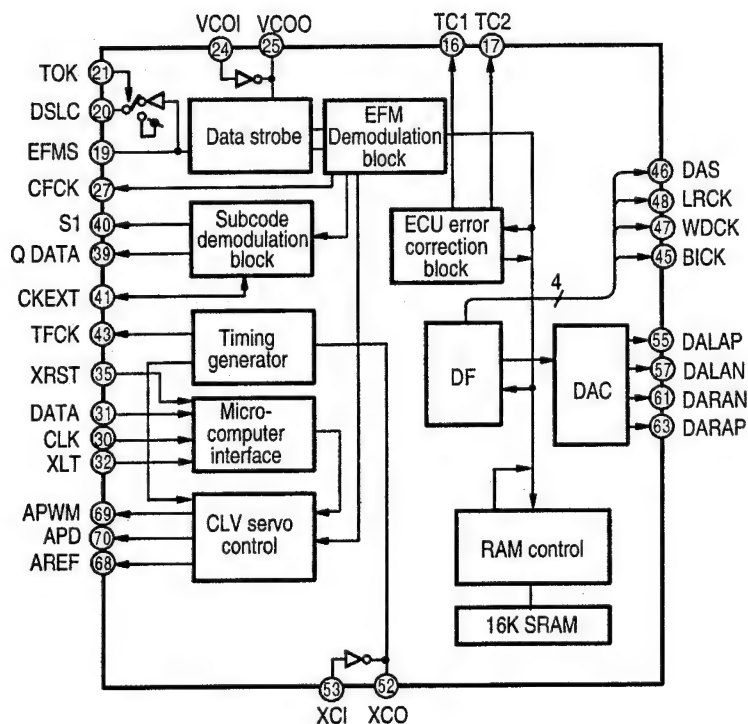 VCOI VCOO
24 25
TC1 TC2
16 17
TOK 21
DSLC 20
EFMS 19
CFCK 27
S1 40
Q DATA 39
CKEXT 41
TFCK 43
XRST 35
DATA 31
CLK 30
XLT 32
APWM 69
APD 70
AREF 68
Data strobe
EFM
Demodulation
block
Subcode
demodulation
block
Timing
generator
Micro-
computer
interface
CLV servo
control
ECU error
correction
block
4
DF
DAC
RAM control
16K SRAM
46 DAS
48 LRCK
47 WDCK
45 BICK
55 DALAP
57 DALAN
61 DARAN
63 DARAP
53 52
XCI XCO